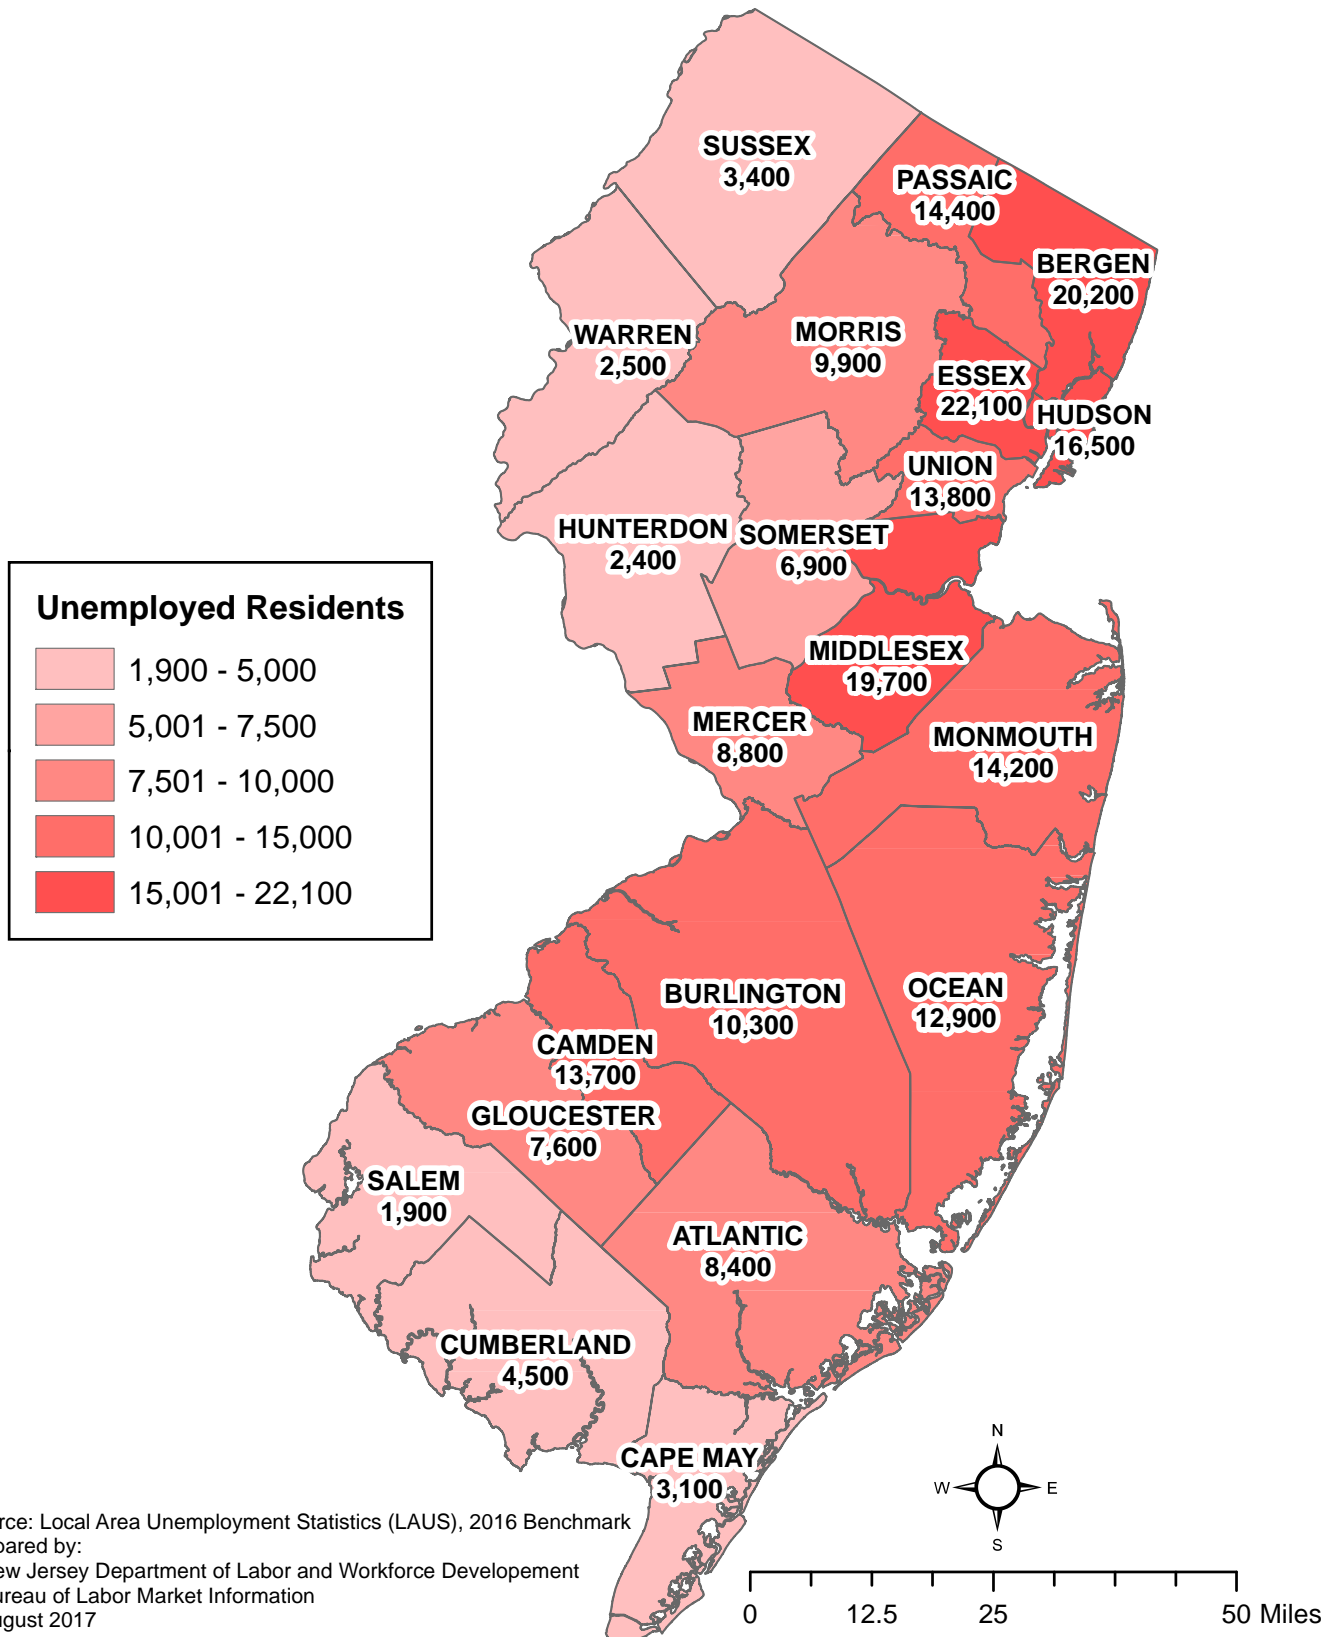 SUSSEX
3,400
PASSAIC
14,400
BERGEN
20,200
WARREN
2,500
MORRIS
9,900
ESSEX
22,100
HUDSON
16,500
UNION
13,800
HUNTERDON
2,400
SOMERSET
6,900
Unemployed Residents
1,900 - 5,000
5,001 - 7,500
7,501 - 10,000
10,001 - 15,000
15,001 - 22,100
MIDDLESEX
19,700
MERCER
8,800
MONMOUTH
14,200
BURLINGTON
10,300
OCEAN
12,900
CAMDEN
13,700
GLOUCESTER
7,600
SALEM
1,900
ATLANTIC
8,400
CUMBERLAND
4,500
CAPE MAY
3,100
N
W E
S
rce: Local Area Unemployment Statistics (LAUS), 2016 Benchmark
pared by:
ew Jersey Department of Labor and Workforce Developement
ureau of Labor Market Information
gust 2017
0 12.5 25 50 Miles